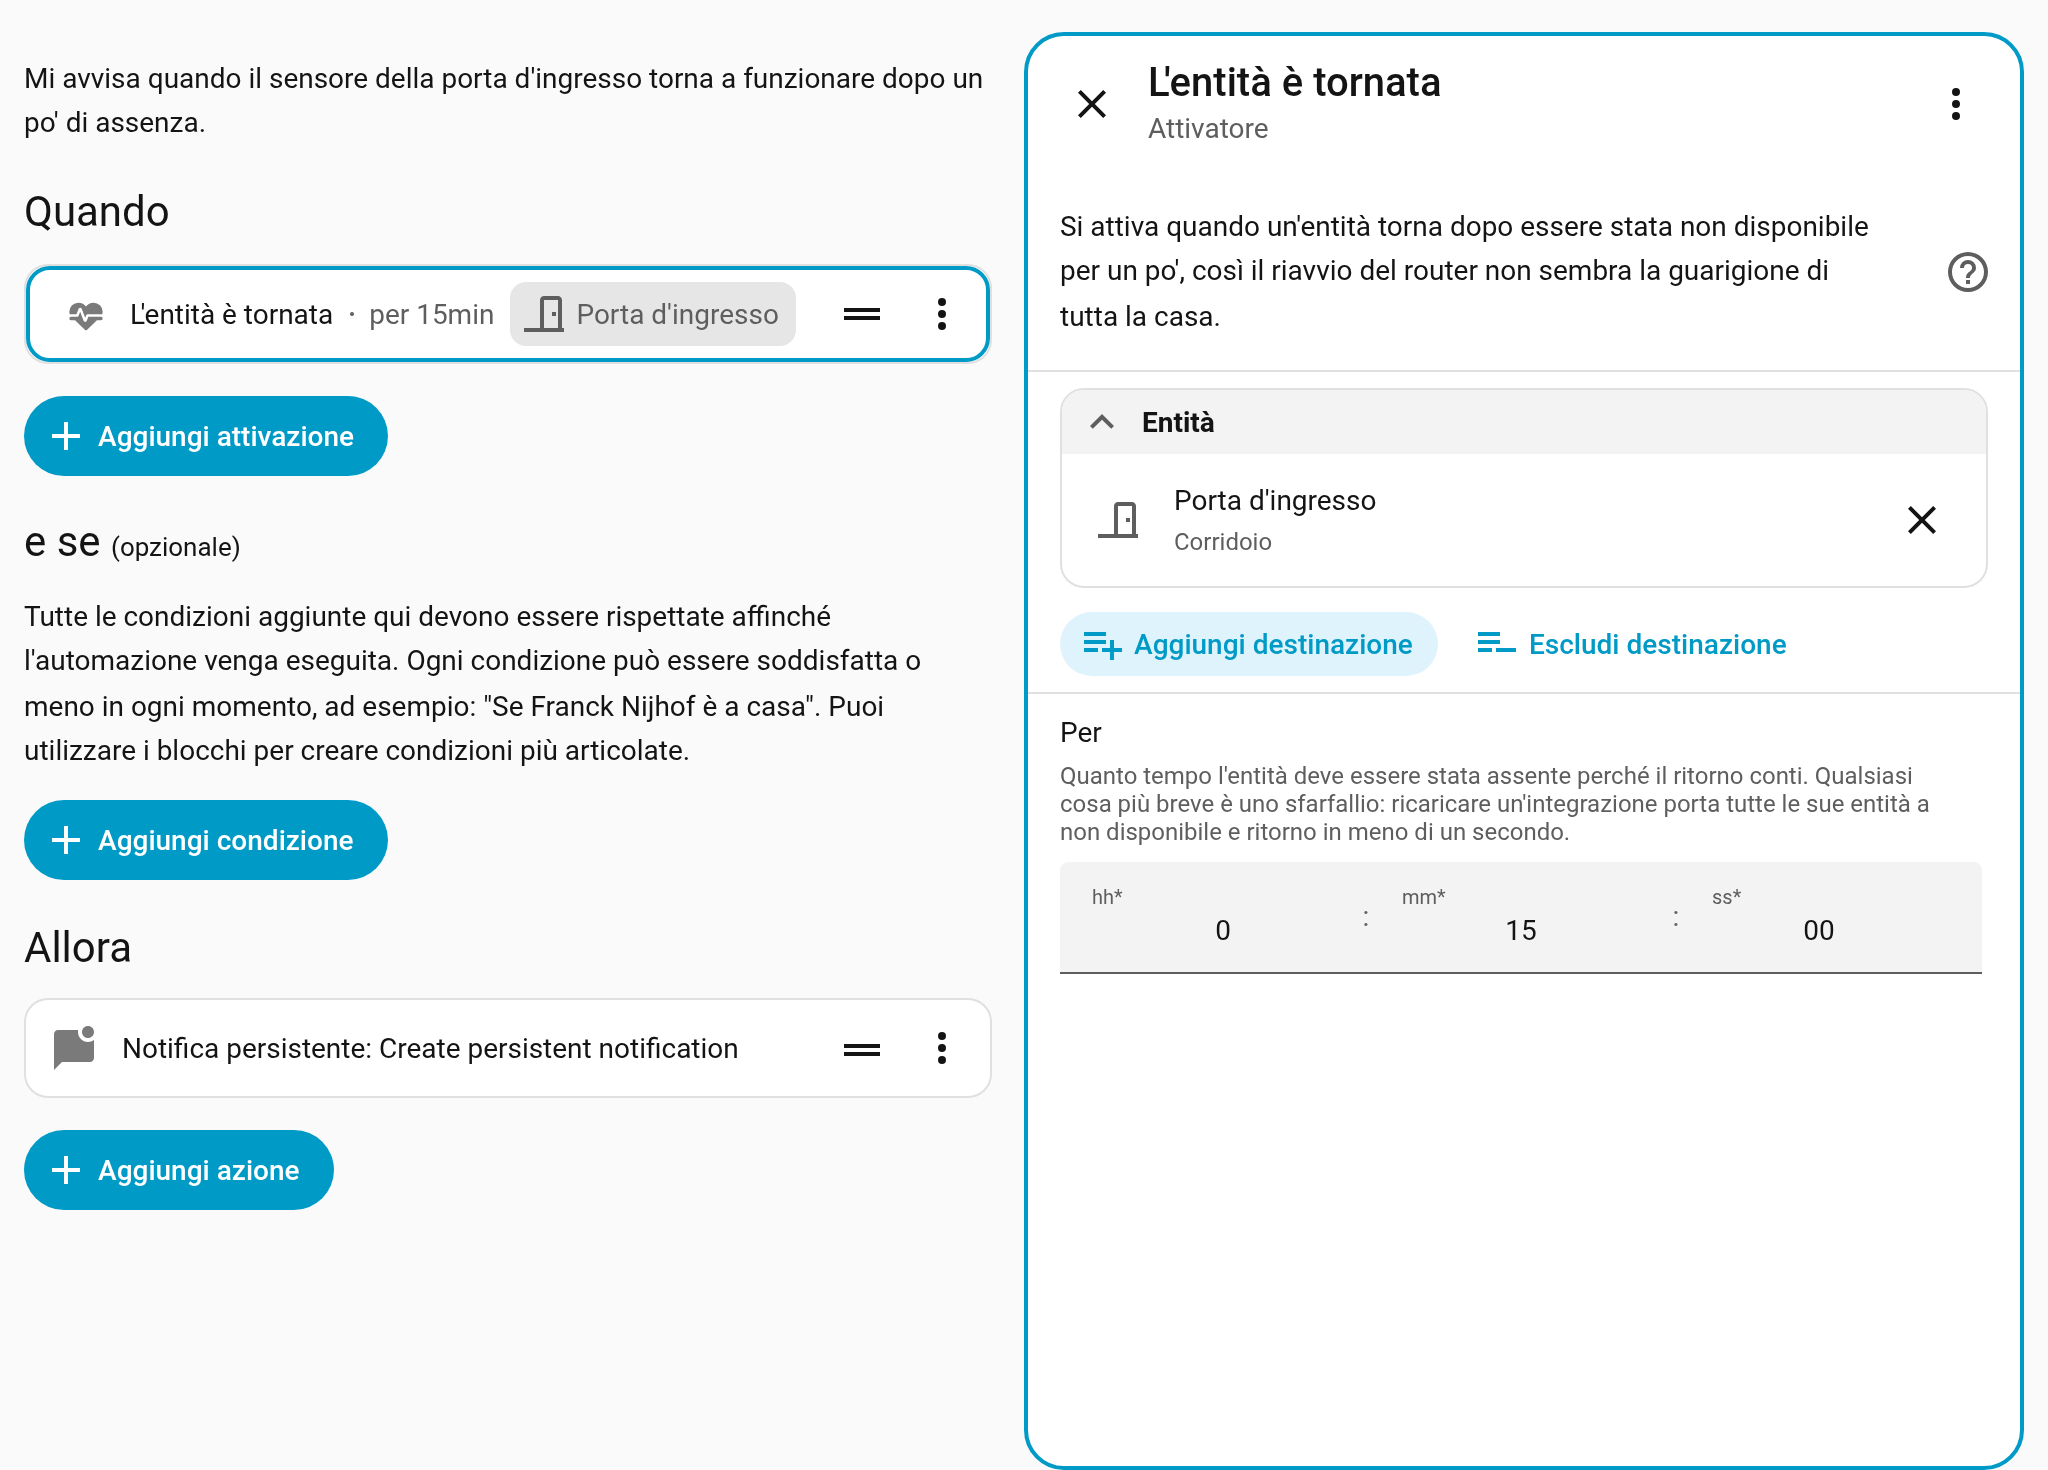 Mi avvisa quando il sensore della porta d'ingresso torna a funzionare dopo un
po' di assenza.
Quando
L'entità è tornata · per 15min Porta d'ingresso
Aggiungi attivazione
e se (opzionale)
Tutte le condizioni aggiunte qui devono essere rispettate affinché
l'automazione venga eseguita. Ogni condizione può essere soddisfatta o
meno in ogni momento, ad esempio: "Se Franck Nijhof è a casa". Puoi
utilizzare i blocchi per creare condizioni più articolate.
Aggiungi condizione
Allora
Notifica persistente: Create persistent notification
Aggiungi azione
L'entità è tornata
Attivatore
Si attiva quando un'entità torna dopo essere stata non disponibile
per un po', così il riavvio del router non sembra la guarigione di
tutta la casa.
Entità
Porta d'ingresso
Corridoio
Aggiungi destinazione Escludi destinazione
Per
Quanto tempo l'entità deve essere stata assente perché il ritorno conti. Qualsiasi
cosa più breve è uno sfarfallio: ricaricare un'integrazione porta tutte le sue entità a
non disponibile e ritorno in meno di un secondo.
hh* mm* ss*
0 : 15 : 00